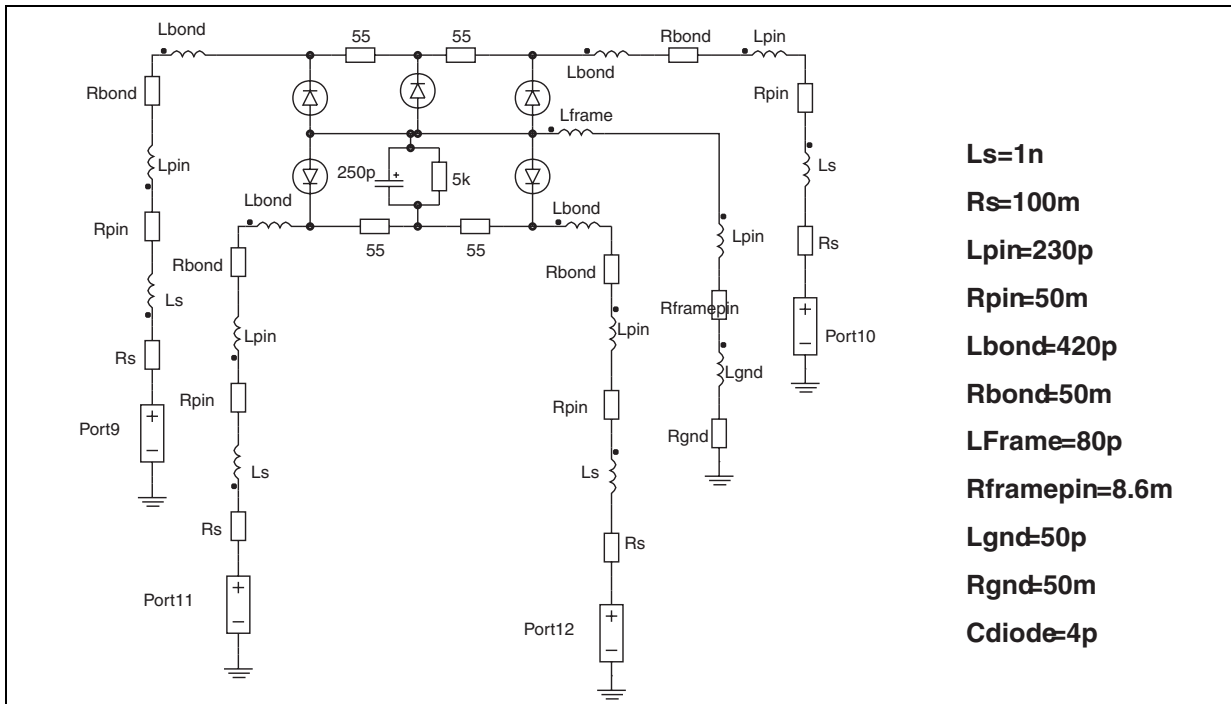 Lbond
55
55
Rbond
Lpin
Lbond
Rbond
Rpin
Lframe
Ls=1n
Lpin
250p
+
5k
Ls
Rs=100m
Lbond
Lbond
Rpin
55
55
Lpin
Rs
Lpin=230p
Rbond
Rbond
Rpin=50m
Ls
Rframepin
+
Port10
−
Lpin
Lpin
Lbond=420p
Rs
Lgnd
Rbond=50m
Rpin
Rpin
Port9
+
−
Rgnd
LFrame=80p
Ls
Ls
Rframepin=8.6m
Rs
Rs
Lgnd=50p
Port11
+
−
Rgnd=50m
Port12
+
−
Cdiode=4p